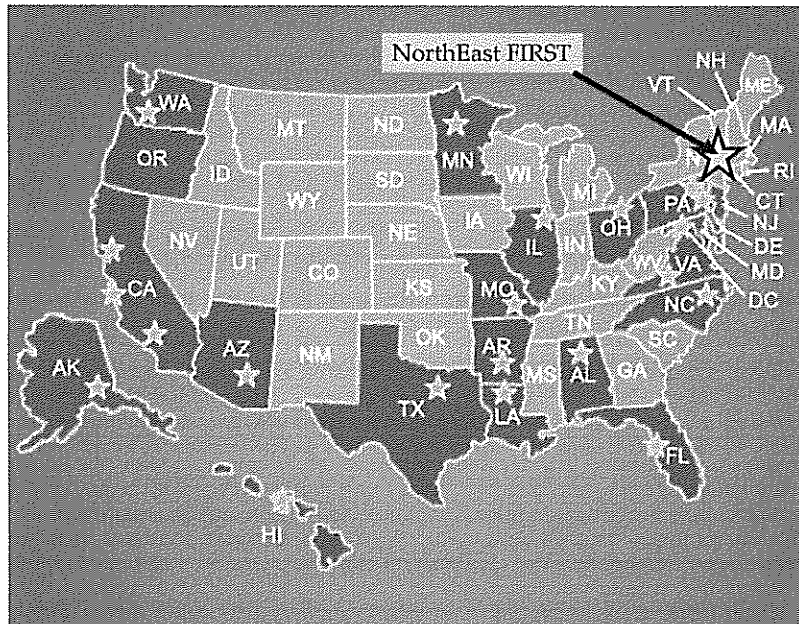 NorthEast FIRST
NH
VT
ME
WA
MT
ND
MN
MA
OR
ID
WI
RI
SD
WY
MI
CT
PA
NJ
IA
OH
DE
NV
NE
IL
IN
MD
UT
CO
WV
VA
DC
CA
KS
MO
KY
NC
TN
AZ
OK
AR
SC
NM
AK
MS
AL
GA
TX
LA
FL
HI